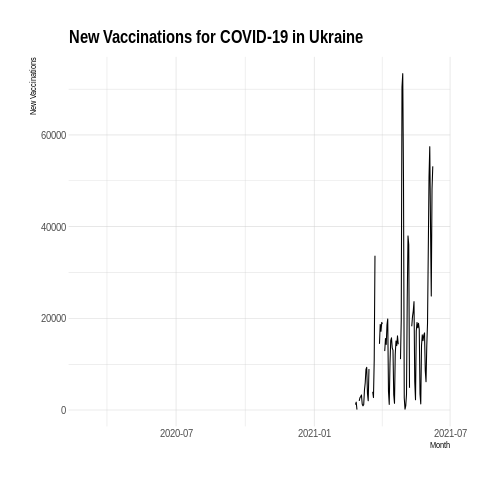 New Vaccinations for COVID-19 in Ukraine
New Vaccinations
60000
40000
20000
0
2020-07
2021-01
2021-07
Month